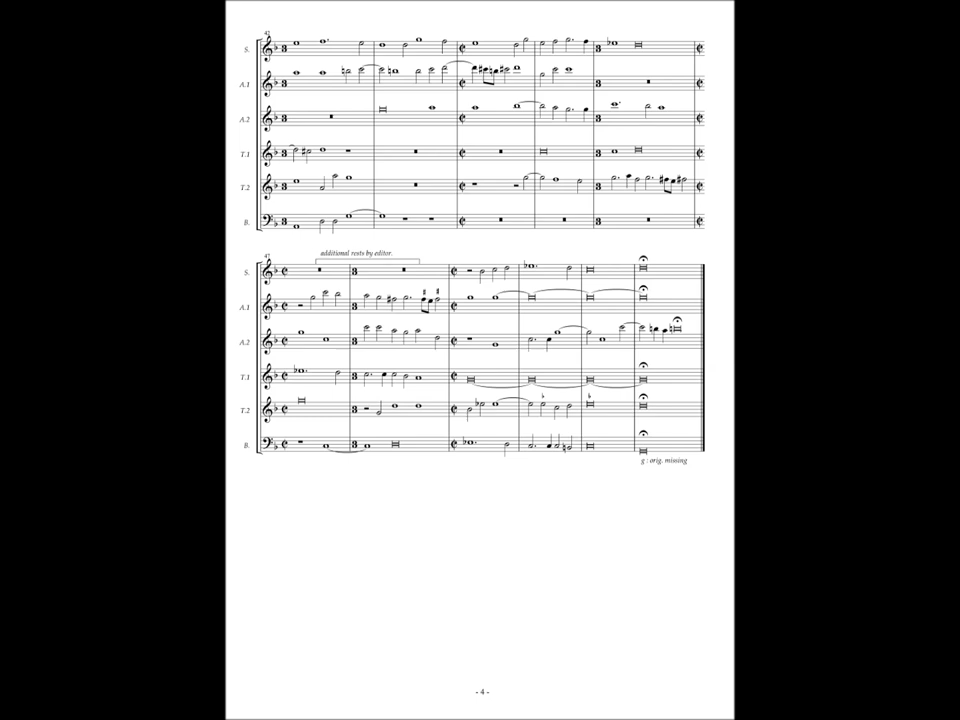 42
S.
A.1
A.2
T.1
T.2
B.
47
additional rests by editor.
S.
A.1
A.2
T.1
T.2
B.
g : orig. missing
- 4 -